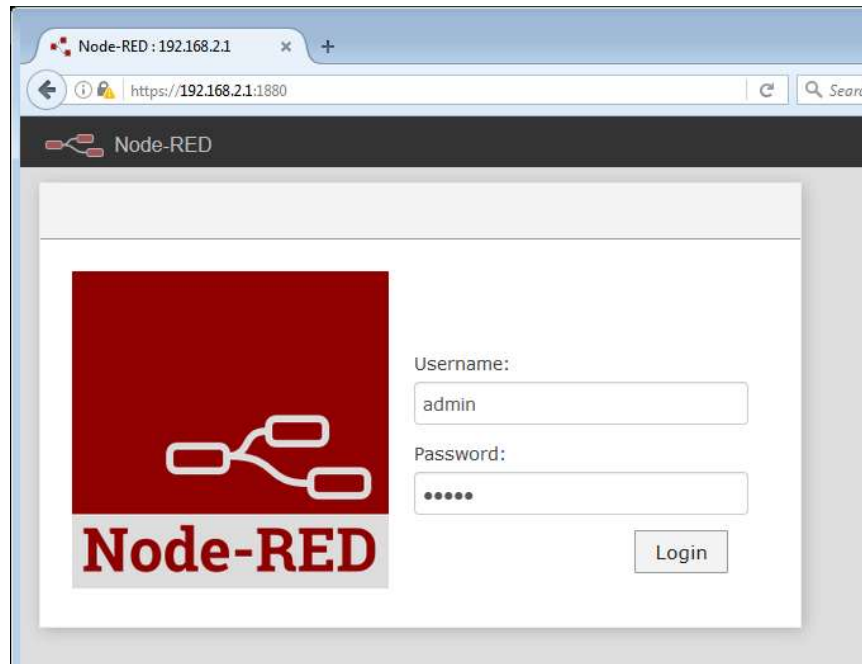 Node-RED : 192.168.2.1
https://192.168.2.1:1880
Sear
Node-RED
Username:
admin
Password:
•••••
Login
Node-RED